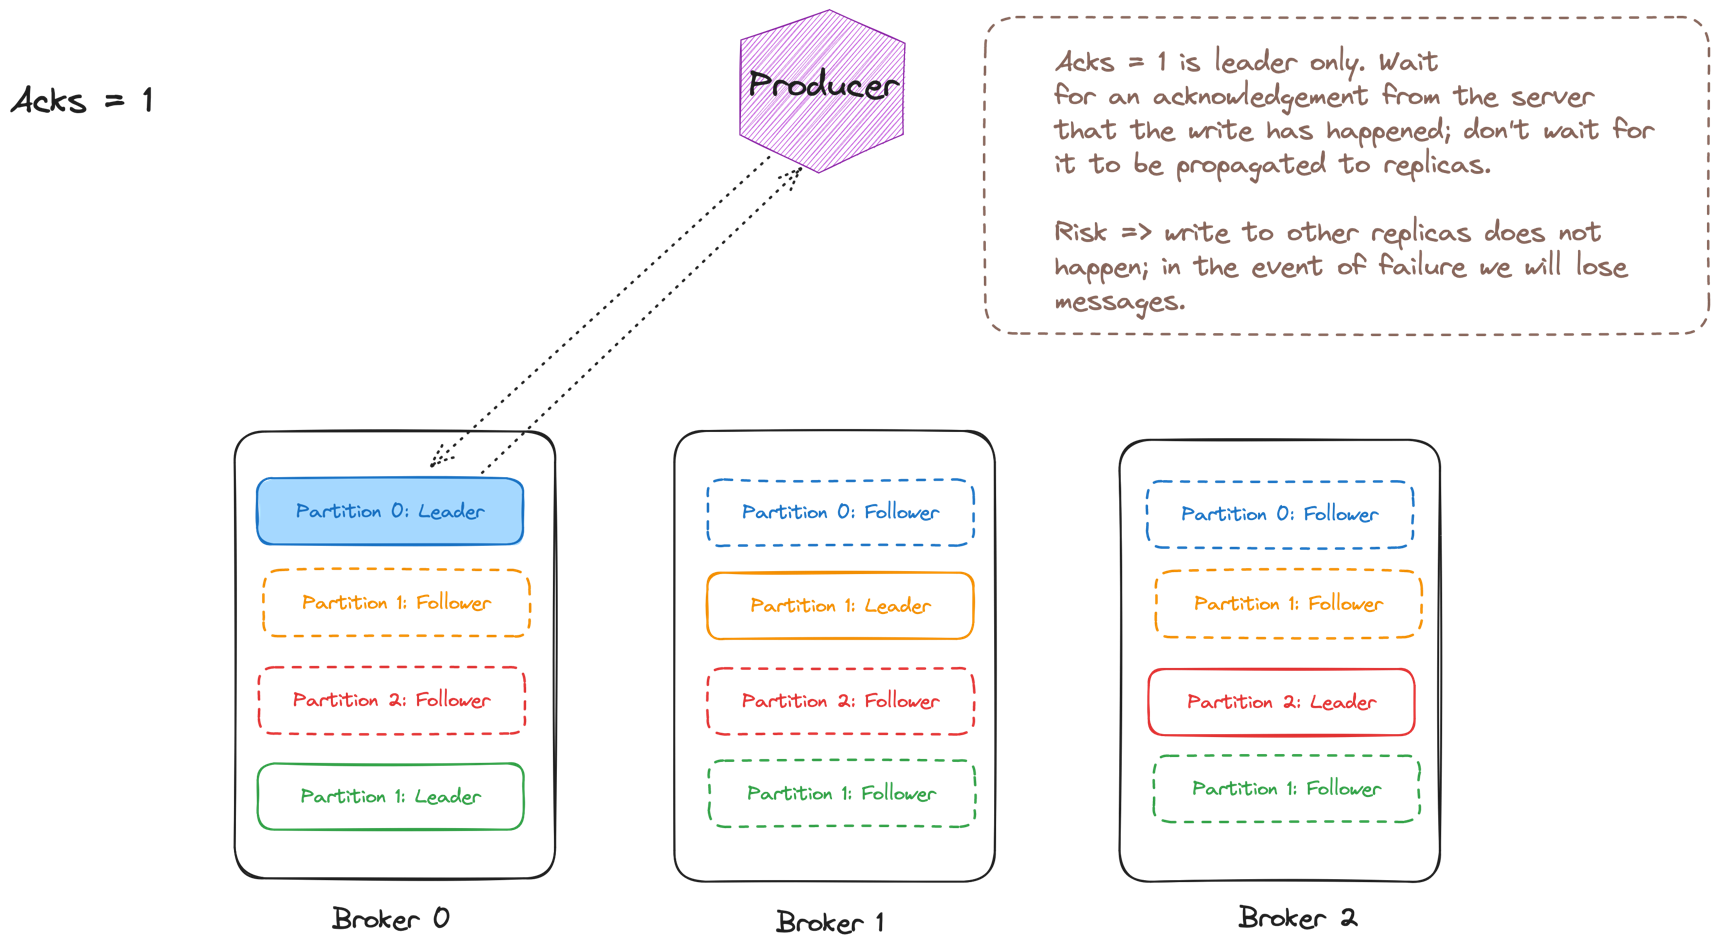 Acks = 1
Producer
Acks = 1 is leader only. Wait
for an acknowledgement from the server
that the write has happened; don't wait for
it to be propagated to replicas.
Risk => write to other replicas does not
happen; in the event of failure we will lose
messages.
Partition 0: Leader
Partition 1: Follower
Partition 2: Follower
Partition 1: Leader
Broker 0
Partition 0: Follower
Partition 1: Leader
Partition 2: Follower
Partition 1: Follower
Broker 1
Partition 0: Follower
Partition 1: Follower
Partition 2: Leader
Partition 1: Follower
Broker 2